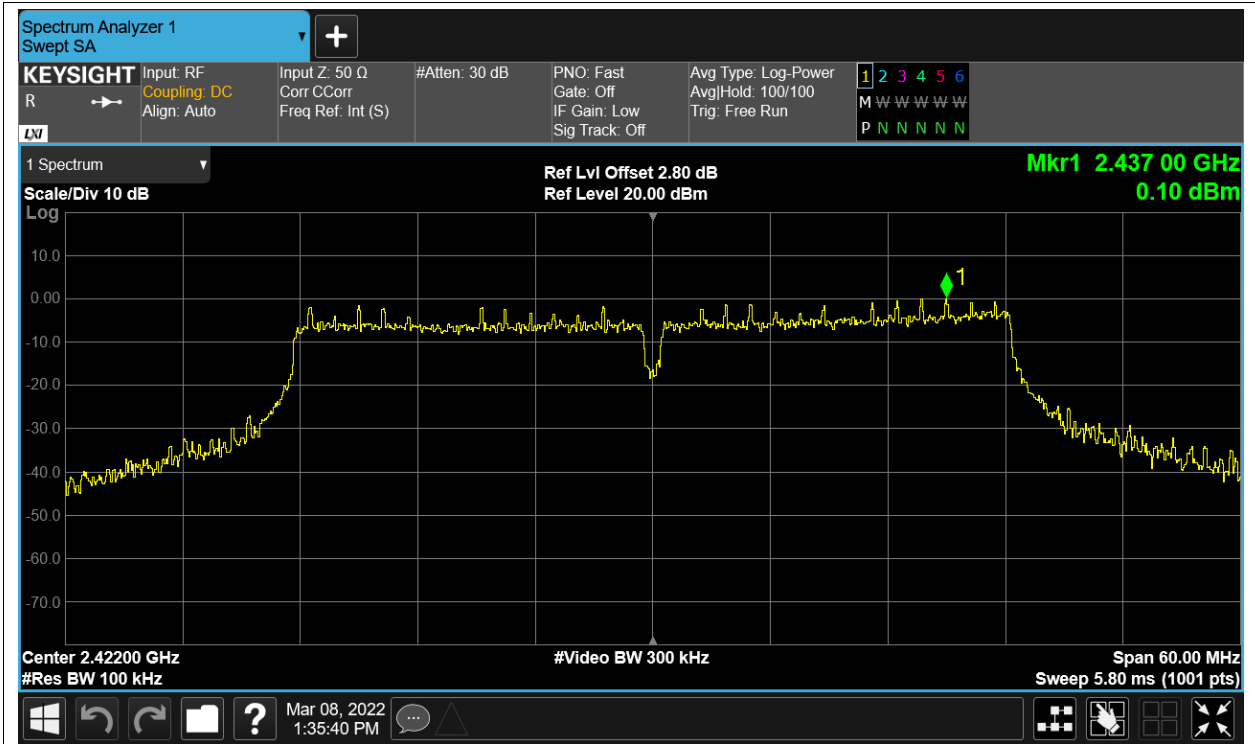 Spectrum Analyzer 1
Swept SA
+
KEYSIGHT
R
LXI
Input: RF
Coupling: DC
Align: Auto
Input Z: 50 Ω
Corr CCorr
Freq Ref: Int (S)
#Atten: 30 dB
PNO: Fast
Gate: Off
IF Gain: Low
Sig Track: Off
Avg Type: Log-Power
Avg|Hold: 100/100
Trig: Free Run
1 2 3 4 5 6
M W W W W W
P N N N N N
1 Spectrum
Scale/Div 10 dB
Log
Ref Lvl Offset 2.80 dB
Ref Level 20.00 dBm
Mkr1 2.437 00 GHz
0.10 dBm
1
10.0
0.00
-10.0
-20.0
-30.0
-40.0
-50.0
-60.0
-70.0
Center 2.42200 GHz
#Res BW 100 kHz
#Video BW 300 kHz
Span 60.00 MHz
Sweep 5.80 ms (1001 pts)
?
Mar 08, 2022
1:35:40 PM